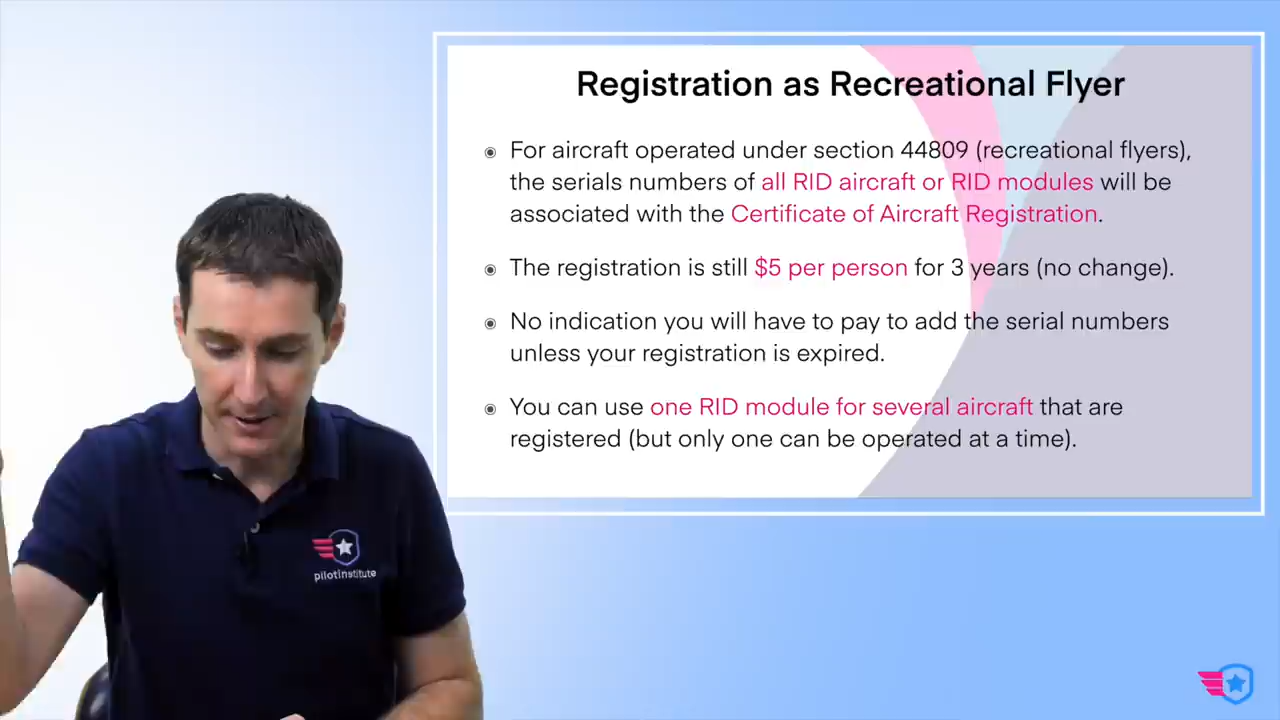 Registration as Recreational Flyer
For aircraft operated under section 44809 (recreational flyers),
the serials numbers of all RID aircraft or RID modules will be
associated with the Certificate of Aircraft Registration.
The registration is still $5 per person for 3 years (no change).
No indication you will have to pay to add the serial numbers
unless your registration is expired.
You can use one RID module for several aircraft that are
registered (but only one can be operated at a time).
pilotinstitute